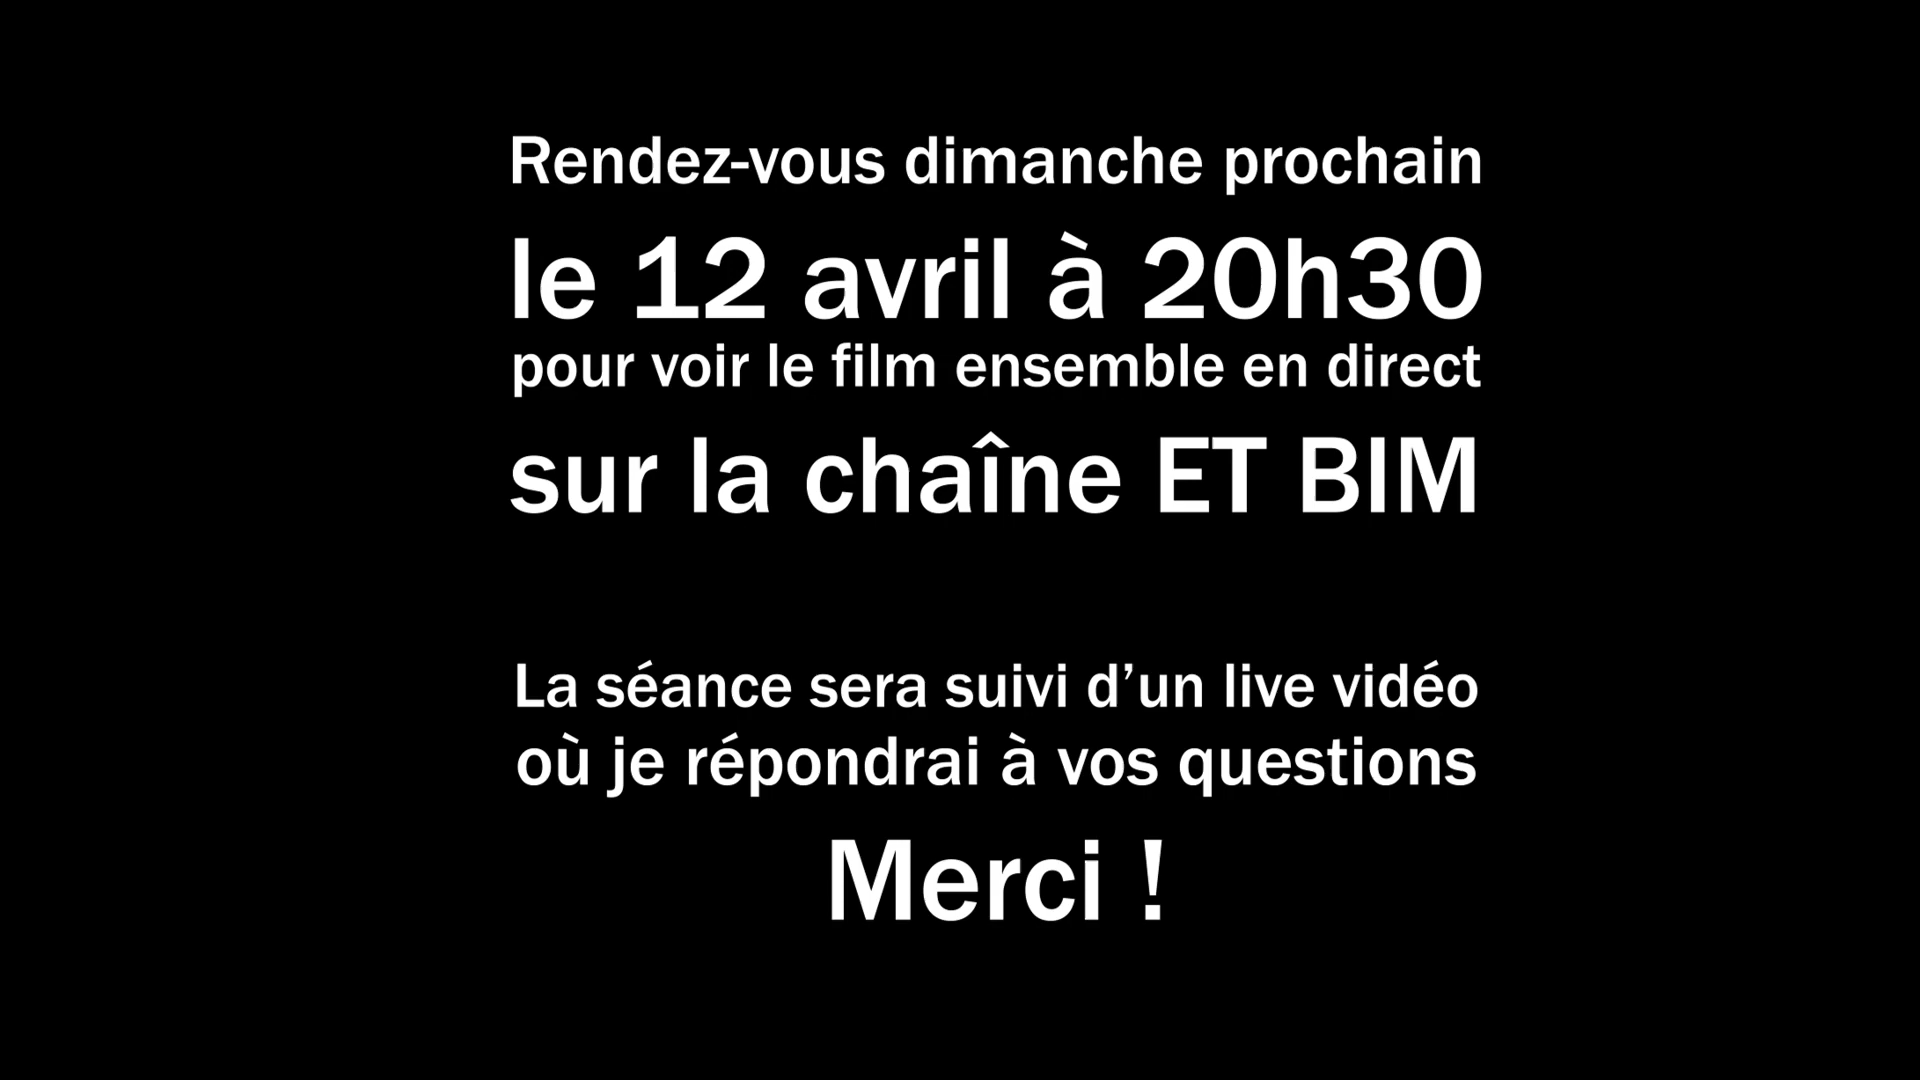 Rendez-vous dimanche prochain
le 12 avril à 20h30
pour voir le film ensemble en direct
sur la chaîne ET BIM
La séance sera suivi d’un live vidéo
où je répondrai à vos questions
Merci !